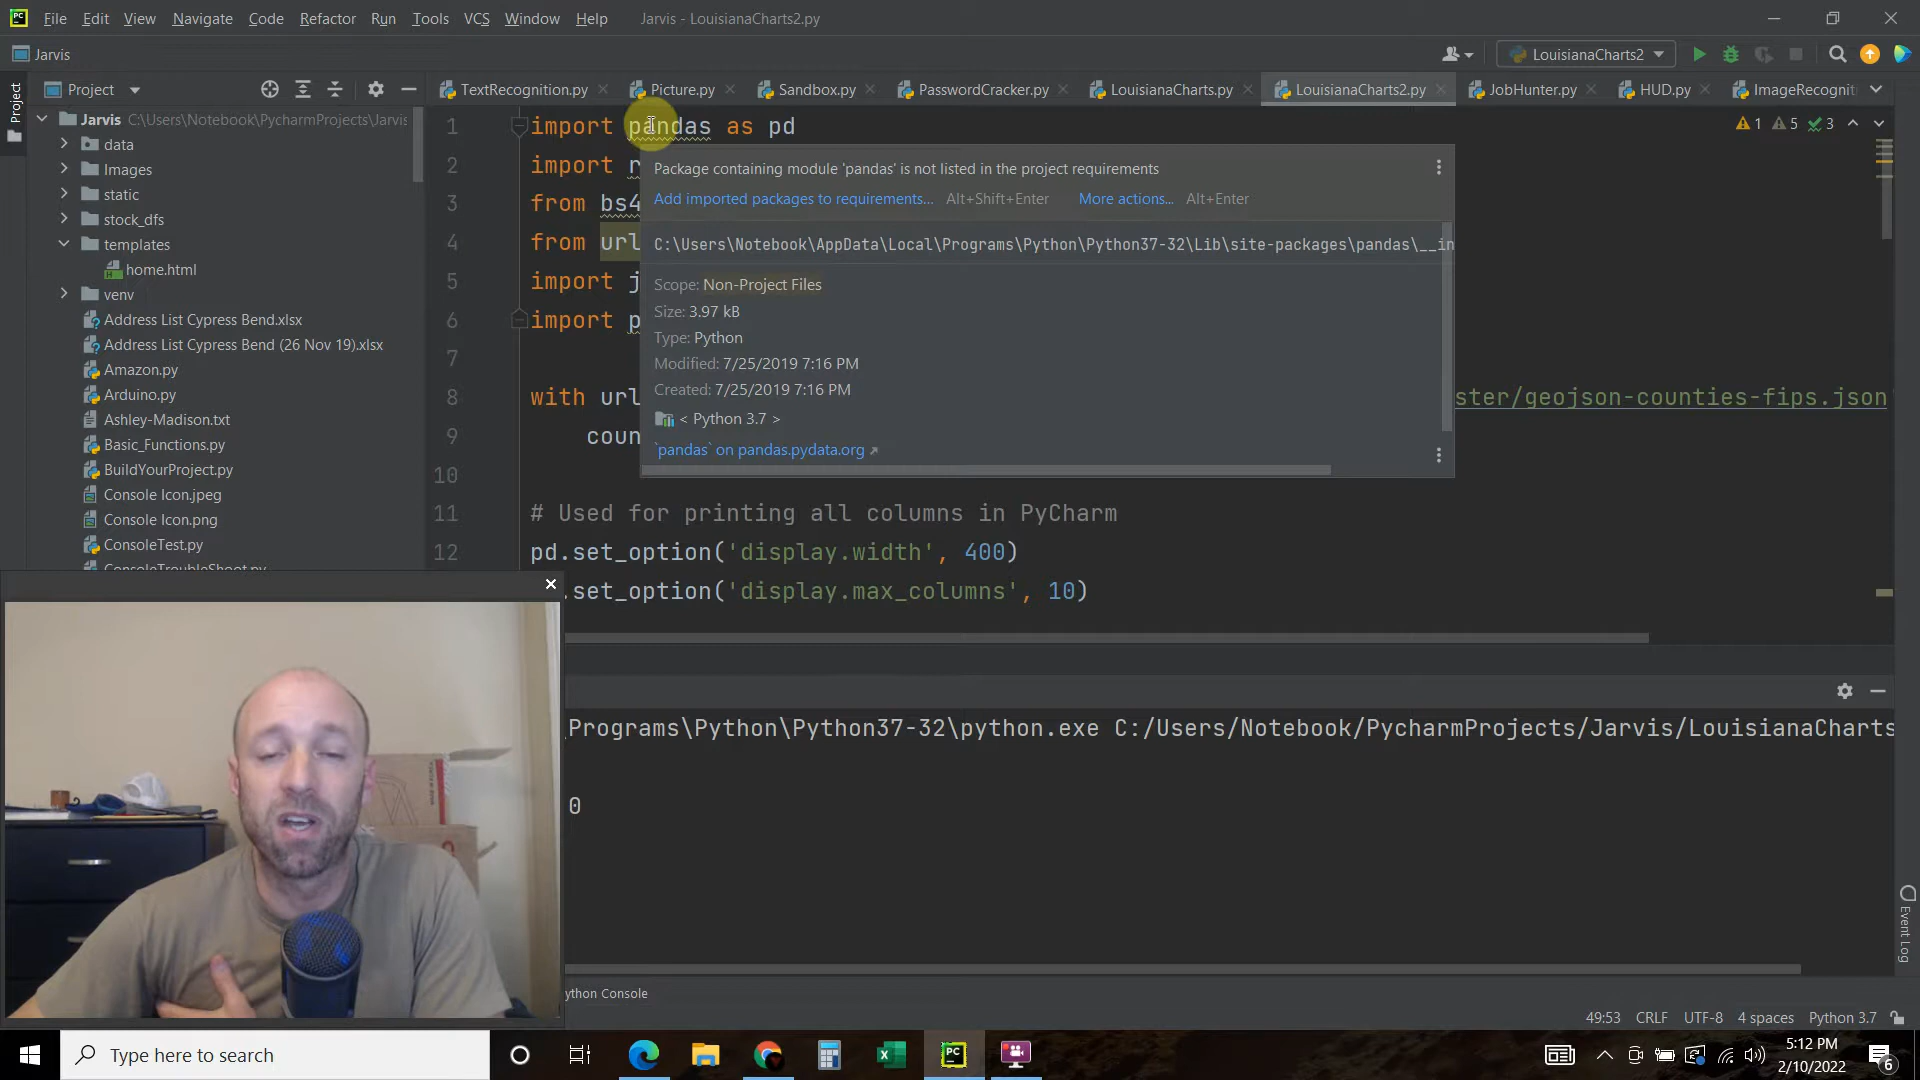 File Edit View Navigate Code Refactor Run Tools VCS Window Help Jarvis - LouisianaCharts2.py
Jarvis
LouisianaCharts2
Project
Project
TextRecognition.py
Picture.py
Sandbox.py
PasswordCracker.py
LouisianaCharts.py
LouisianaCharts2.py
JobHunter.py
HUD.py
ImageRecognit
Jarvis C:\Users\Notebook\PycharmProjects\Jarvis
data
Images
static
stock_dfs
templates
home.html
venv
Address List Cypress Bend.xlsx
Address List Cypress Bend (26 Nov 19).xlsx
Amazon.py
Arduino.py
Ashley-Madison.txt
Basic_Functions.py
BuildYourProject.py
Console Icon.jpeg
Console Icon.png
ConsoleTest.py
ConsoleTroubleShoot.py
1 import pandas as pd
1 5 3
2 import r
3 from bs4
4 from url
5 import j
6 import p
7
8 with url ster/geojson-counties-fips.json
9 coun
10
11 # Used for printing all columns in PyCharm
12 pd.set_option('display.width', 400)
.set_option('display.max_columns', 10)
Package containing module 'pandas' is not listed in the project requirements
Add imported packages to requirements... Alt+Shift+Enter More actions... Alt+Enter
C:\Users\Notebook\AppData\Local\Programs\Python\Python37-32\Lib\site-packages\pandas\__in
Scope: Non-Project Files
Size: 3.97 kB
Type: Python
Modified: 7/25/2019 7:16 PM
Created: 7/25/2019 7:16 PM
< Python 3.7 >
`pandas` on pandas.pydata.org
Programs\Python\Python37-32\python.exe C:/Users/Notebook/PycharmProjects/Jarvis/LouisianaCharts
0
Event Log
ython Console
49:53 CRLF UTF-8 4 spaces Python 3.7
PC
Type here to search
PC
5:12 PM
2/10/2022
6